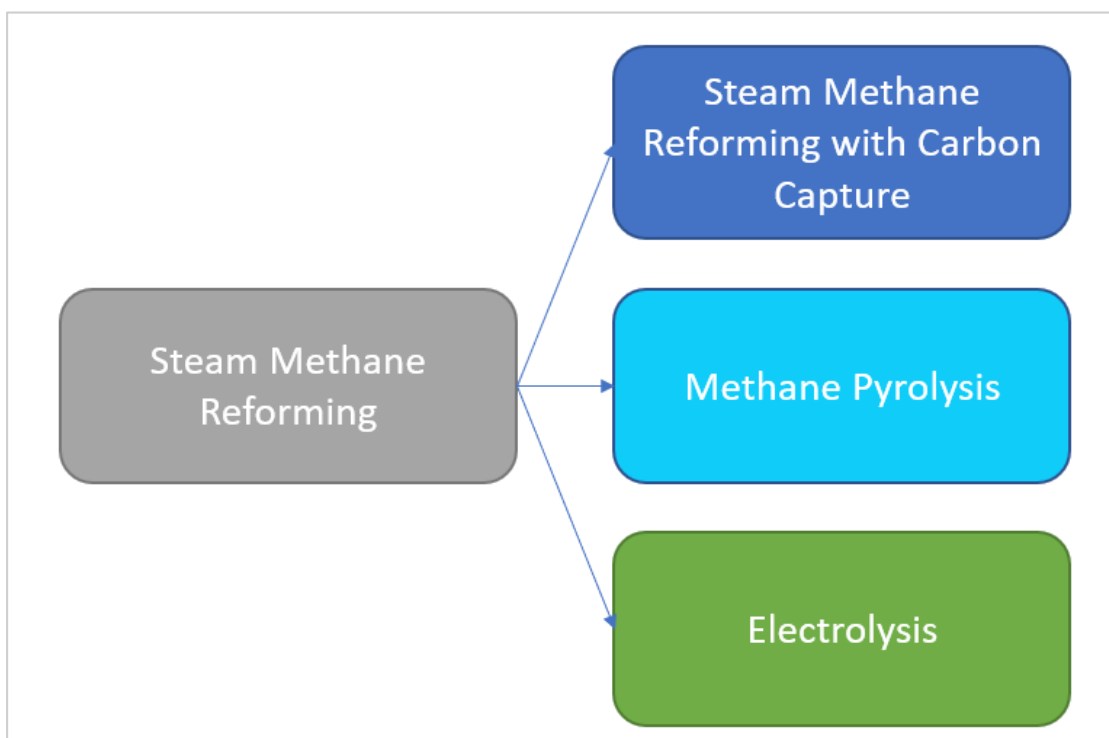 Steam Methane
Reforming
Steam Methane
Reforming with Carbon
Capture
Methane Pyrolysis
Electrolysis